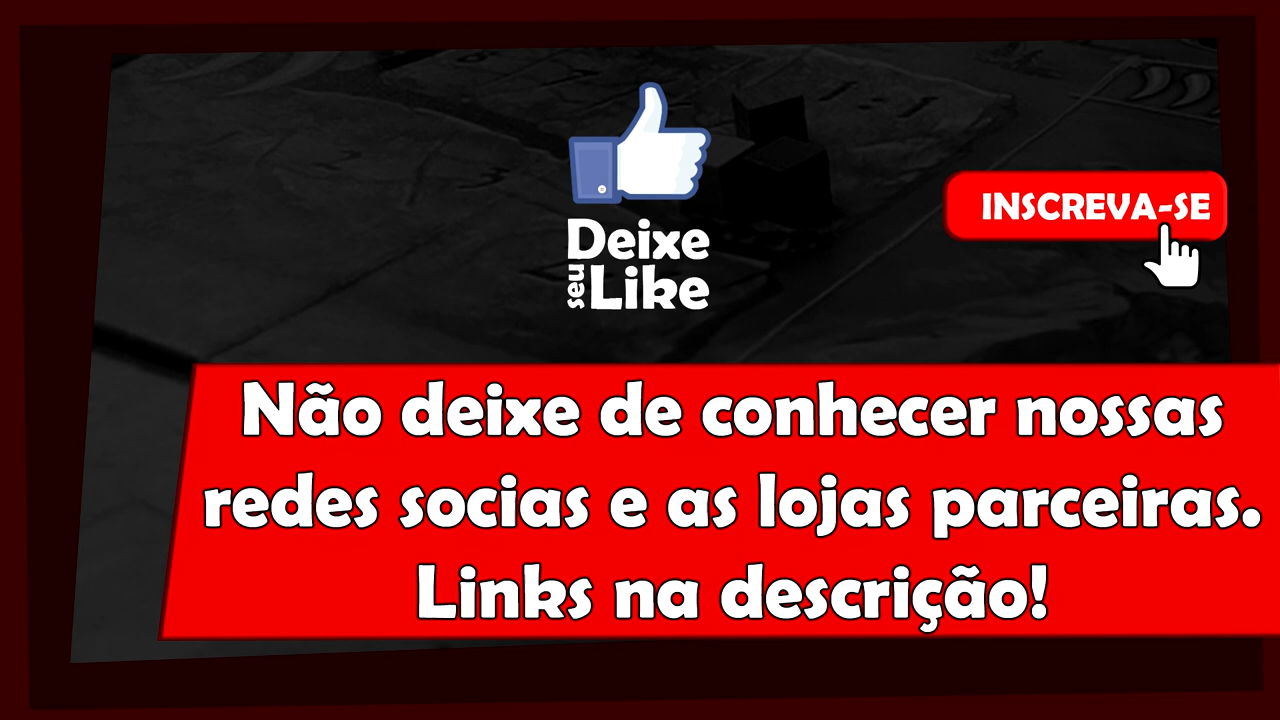 Deixe
seu Like
INSCREVA-SE
Não deixe de conhecer nossas
redes socias e as lojas parceiras.
Links na descrição!